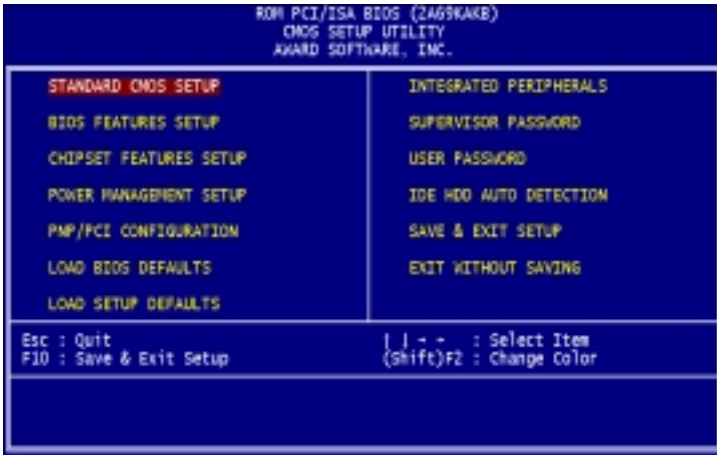 ROM PCI/ISA BIOS (2A69KAKB)
CMOS SETUP UTILITY
AWARD SOFTWARE, INC.
STANDARD CMOS SETUP
BIOS FEATURES SETUP
CHIPSET FEATURES SETUP
POWER MANAGEMENT SETUP
PNP/PCI CONFIGURATION
LOAD BIOS DEFAULTS
LOAD SETUP DEFAULTS
INTEGRATED PERIPHERALS
SUPERVISOR PASSWORD
USER PASSWORD
IDE HDD AUTO DETECTION
SAVE & EXIT SETUP
EXIT WITHOUT SAVING
Esc : Quit
F10 : Save & Exit Setup
: Select Item
(Shift)F2 : Change Color